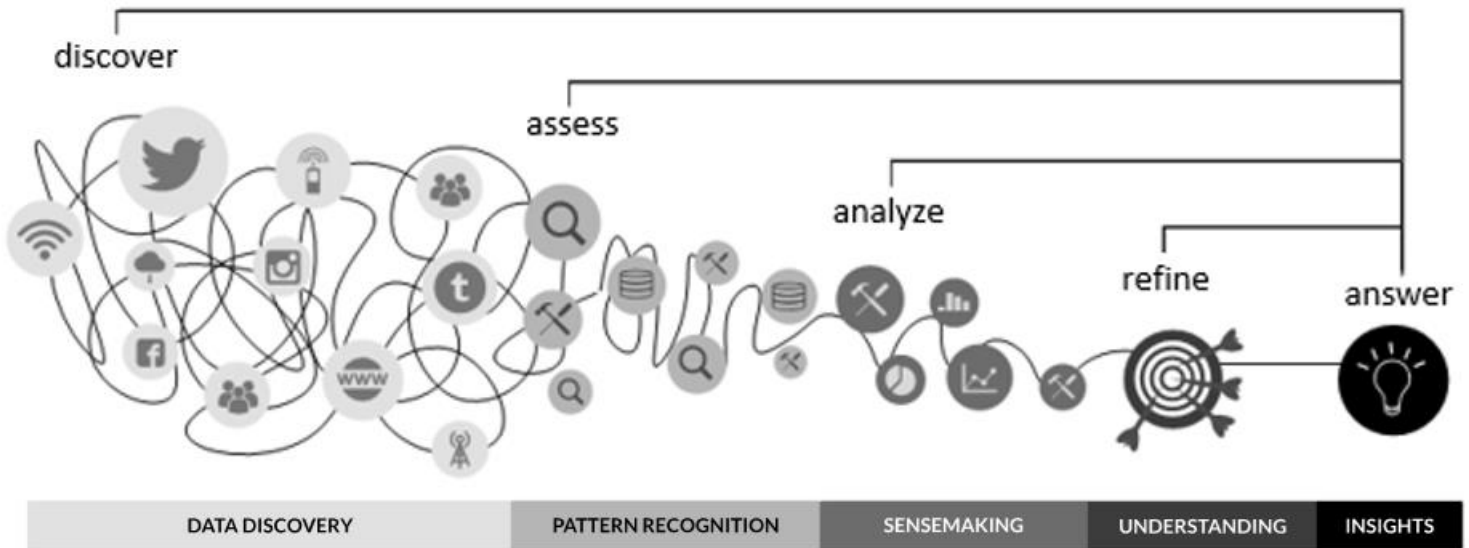 discover
assess
analyze
refine
answer
t
f
www
DATA DISCOVERY
PATTERN RECOGNITION
SENSEMAKING
UNDERSTANDING
INSIGHTS